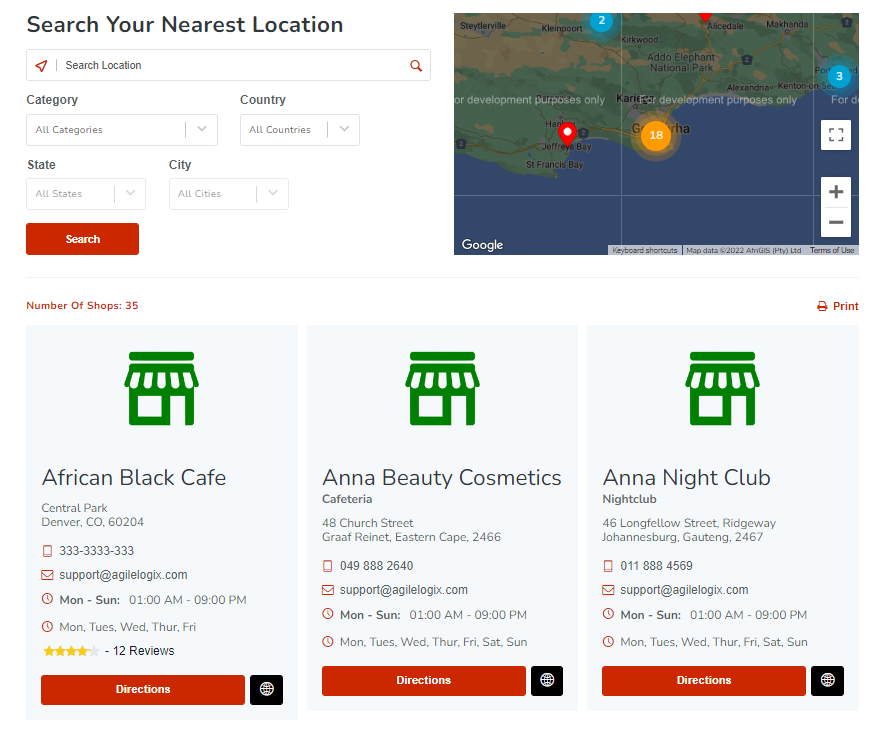 Search Your Nearest Location
Search Location
Category
Country
All Categories
All Countries
State
City
All States
All Cities
Search
Steytlerville
Kleinpoort
2
Alicedale
Makhanda
Kirkwood
Addo Elephant
National Park
3
Alexandria
Kenton-on
or development purposes only
For development purposes only
For d
18
Jeffreys Bay
St Francis Bay
Google
Keyboard shortcuts
Map data ©2022 AfriGIS (Pty) Ltd
Terms of Use
Number Of Shops: 35
Print
African Black Cafe
Central Park
Denver, CO, 60204
333-3333-333
support@agilelogix.com
Mon - Sun: 01:00 AM - 09:00 PM
Mon, Tues, Wed, Thur, Fri
- 12 Reviews
Directions
Anna Beauty Cosmetics
Cafeteria
48 Church Street
Graaf Reinet, Eastern Cape, 2466
049 888 2640
support@agilelogix.com
Mon - Sun: 01:00 AM - 09:00 PM
Mon, Tues, Wed, Thur, Fri, Sat, Sun
Directions
Anna Night Club
Nightclub
46 Longfellow Street, Ridgeway
Johannesburg, Gauteng, 2467
011 888 4569
support@agilelogix.com
Mon - Sun: 01:00 AM - 09:00 PM
Mon, Tues, Wed, Thur, Fri, Sat, Sun
Directions